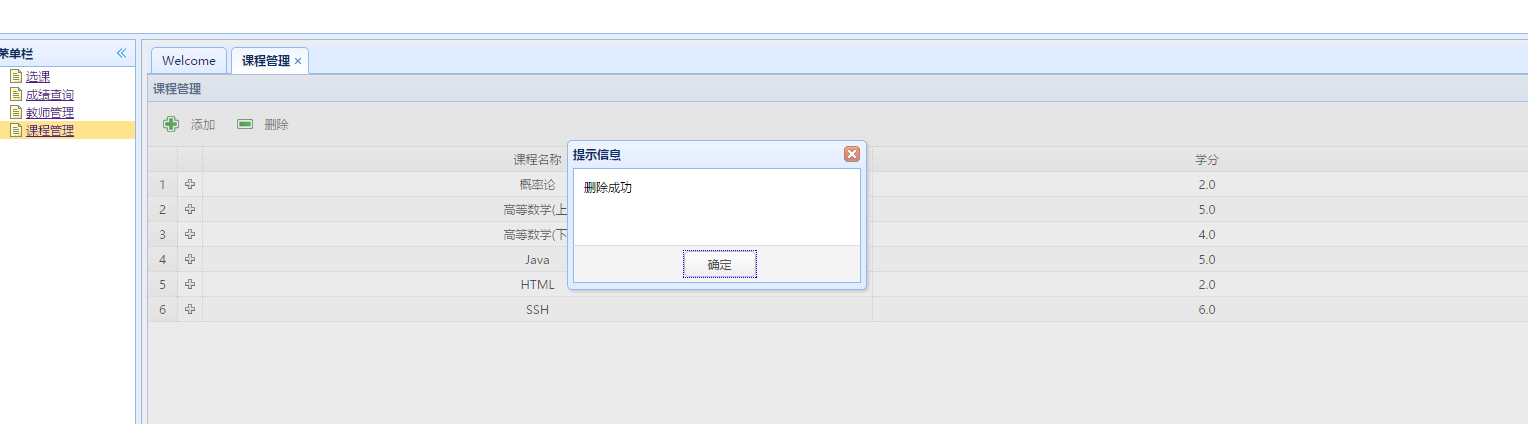 菜单栏
选课
成绩查询
教师管理
课程管理
Welcome 课程管理
课程管理
添加 删除
课程名称 学分
1 概率论 2.0
2 高等数学(上 5.0
3 高等数学(下 4.0
4 Java 5.0
5 HTML 2.0
6 SSH 6.0
提示信息
删除成功
确定